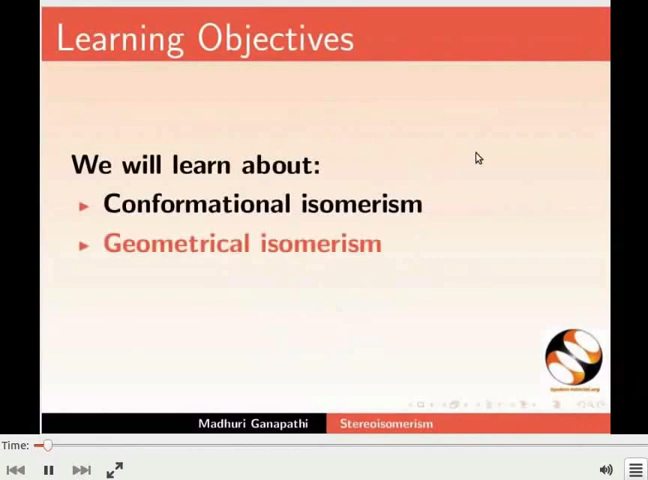 Learning Objectives
We will learn about:
Conformational isomerism
Geometrical isomerism
Madhuri Ganapathi
Stereoisomerism
Time: